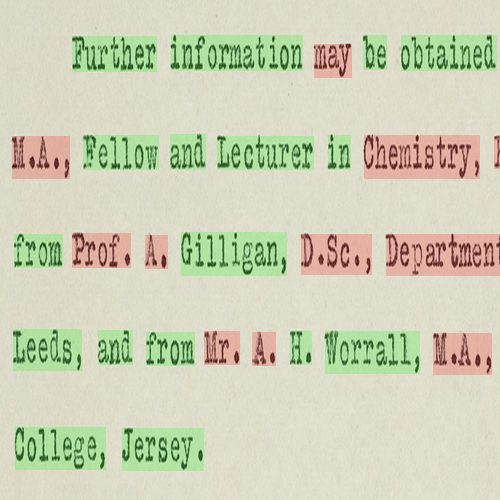 Further information may be obtained
M.A., Fellow and Lecturer in Chemistry,
from Prof. A. Gilligan, D.Sc., Department
Leeds, and from Mr. A. H. Worrall, M.A.,
College, Jersey.